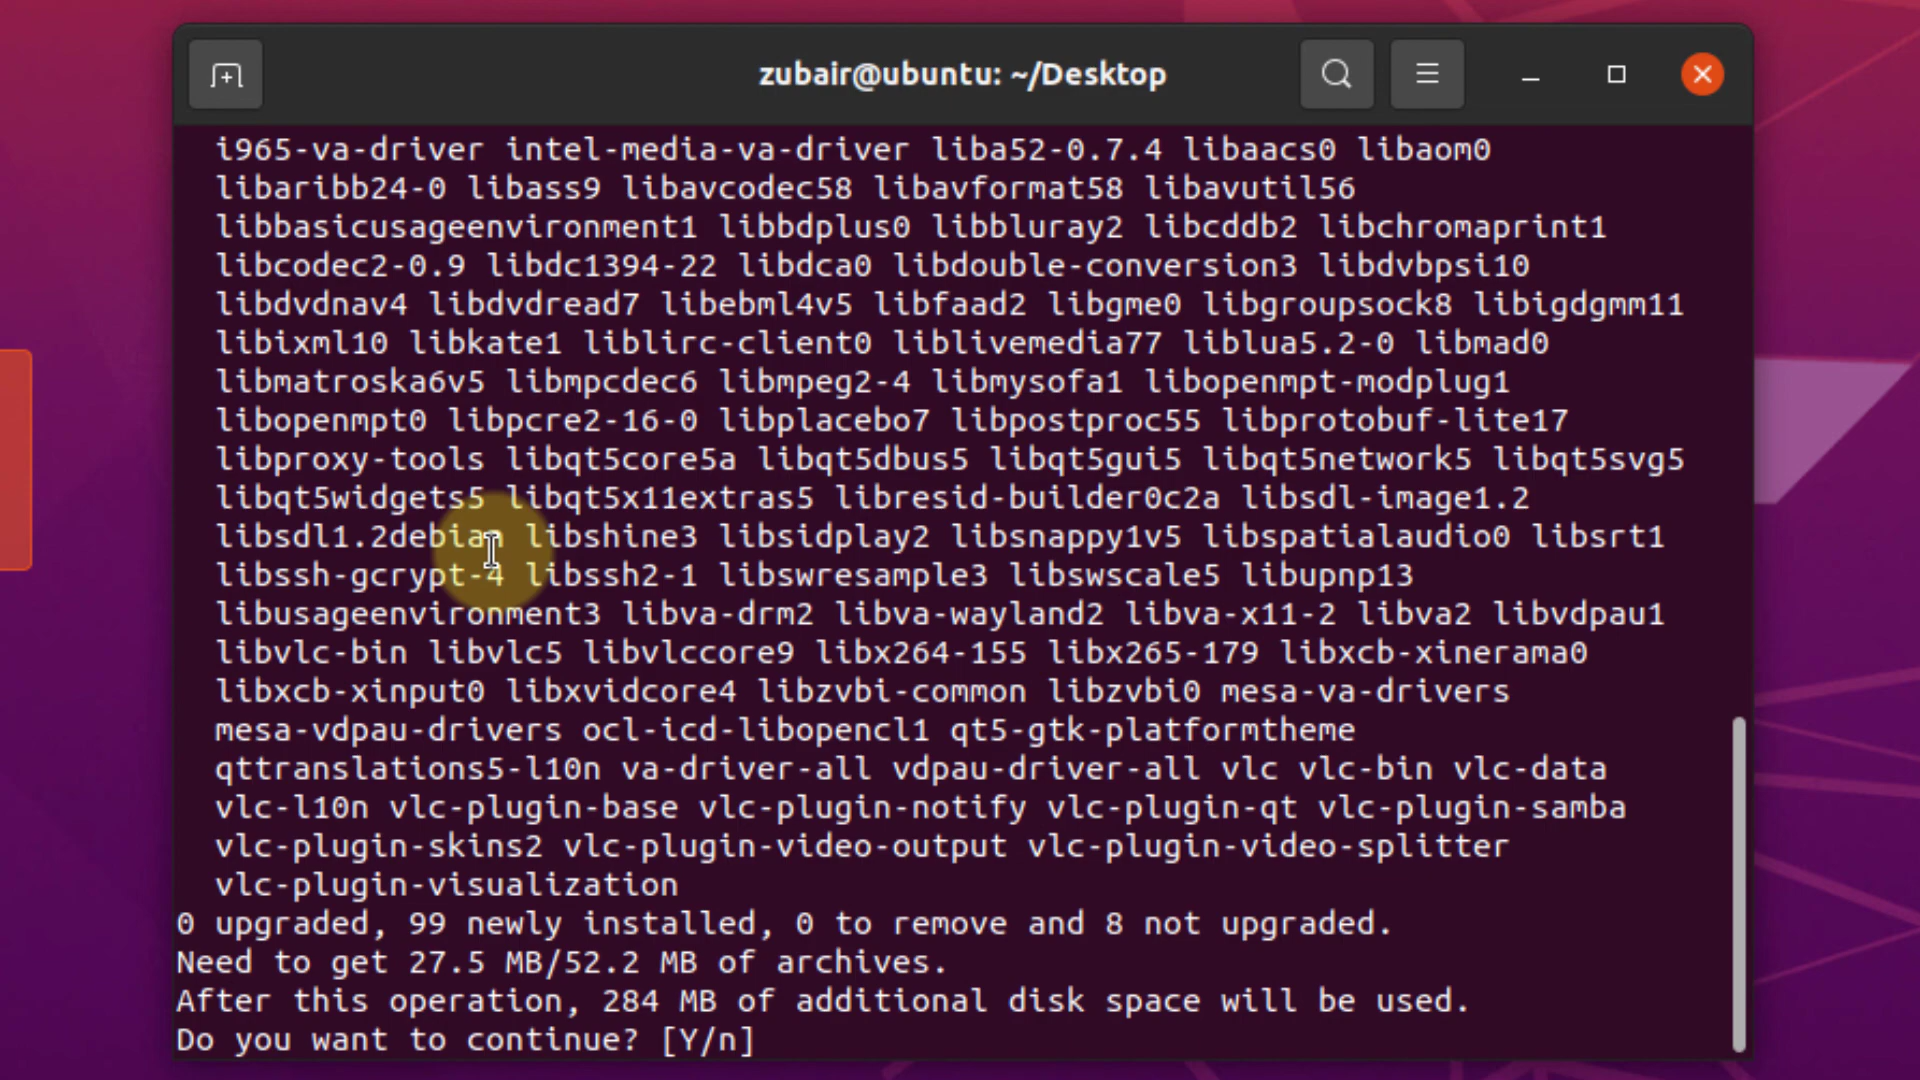 zubair@ubuntu: ~/Desktop
i965-va-driver intel-media-va-driver liba52-0.7.4 libaacs0 libaom0
libaribb24-0 libass9 libavcodec58 libavformat58 libavutil56
libbasicusageenvironment1 libbdplus0 libbluray2 libcddb2 libchromaprint1
libcodec2-0.9 libdc1394-22 libdca0 libdouble-conversion3 libdvbpsi10
libdvdnav4 libdvdread7 libebml4v5 libfaad2 libgme0 libgroupsock8 libigdgmm11
libixml10 libkate1 liblirc-client0 liblivemedia77 liblua5.2-0 libmad0
libmatroska6v5 libmpcdec6 libmpeg2-4 libmysofa1 libopenmpt-modplug1
libopenmpt0 libpcre2-16-0 libplacebo7 libpostproc55 libprotobuf-lite17
libproxy-tools libqt5core5a libqt5dbus5 libqt5gui5 libqt5network5 libqt5svg5
libqt5widgets5 libqt5x11extras5 libresid-builder0c2a libsdl-image1.2
libsdl1.2debian libshine3 libsidplay2 libsnappy1v5 libspatialaudio0 libsrt1
libssh-gcrypt-4 libssh2-1 libswresample3 libswscale5 libupnp13
libusageenvironment3 libva-drm2 libva-wayland2 libva-x11-2 libva2 libvdpau1
libvlc-bin libvlc5 libvlccore9 libx264-155 libx265-179 libxcb-xinerama0
libxcb-xinput0 libxvidcore4 libzvbi-common libzvbi0 mesa-va-drivers
mesa-vdpau-drivers ocl-icd-libopencl1 qt5-gtk-platformtheme
qttranslations5-l10n va-driver-all vdpau-driver-all vlc vlc-bin vlc-data
vlc-l10n vlc-plugin-base vlc-plugin-notify vlc-plugin-qt vlc-plugin-samba
vlc-plugin-skins2 vlc-plugin-video-output vlc-plugin-video-splitter
vlc-plugin-visualization
0 upgraded, 99 newly installed, 0 to remove and 8 not upgraded.
Need to get 27.5 MB/52.2 MB of archives.
After this operation, 284 MB of additional disk space will be used.
Do you want to continue? [Y/n]